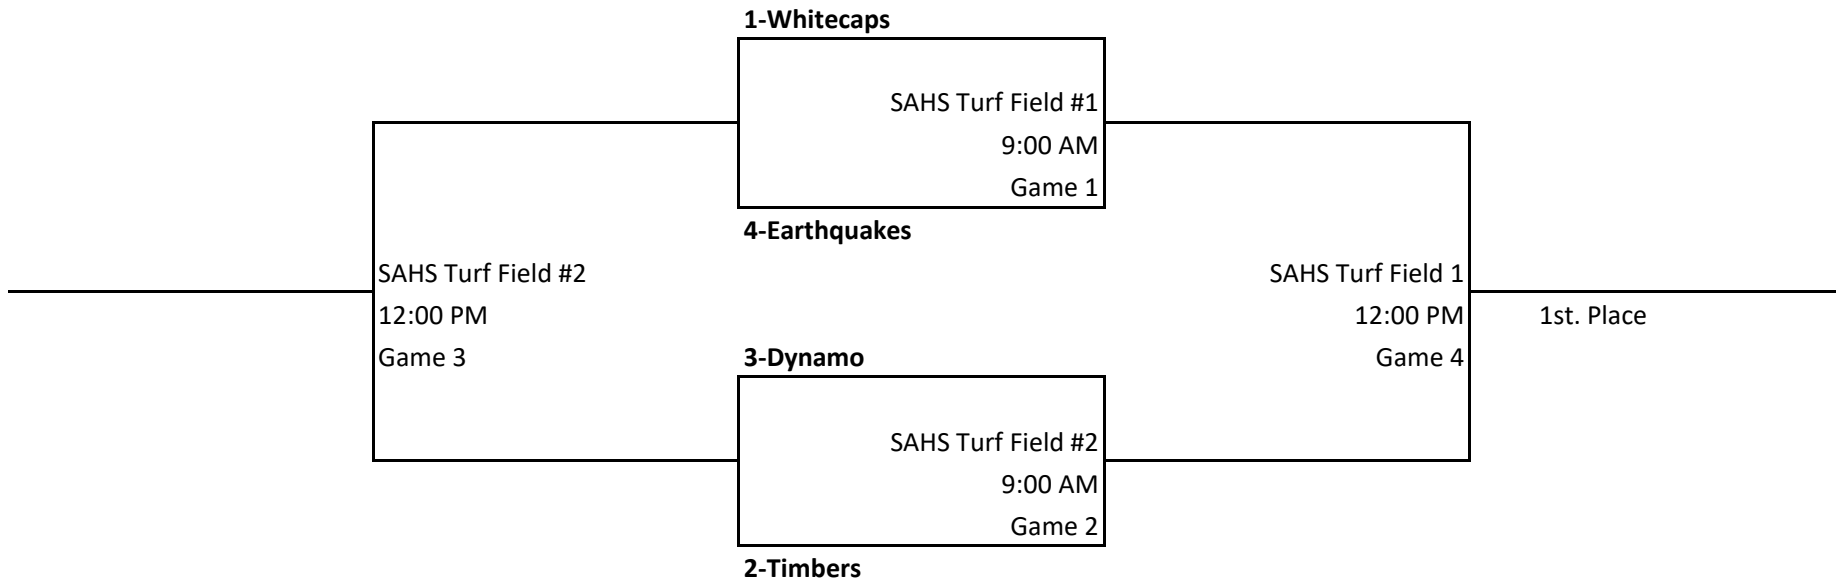 1-Whitecaps
SAHS Turf Field #1
9:00 AM
Game 1
4-Earthquakes
SAHS Turf Field #2
12:00 PM
Game 3
SAHS Turf Field 1
12:00 PM
Game 4
1st. Place
3-Dynamo
SAHS Turf Field #2
9:00 AM
Game 2
2-Timbers